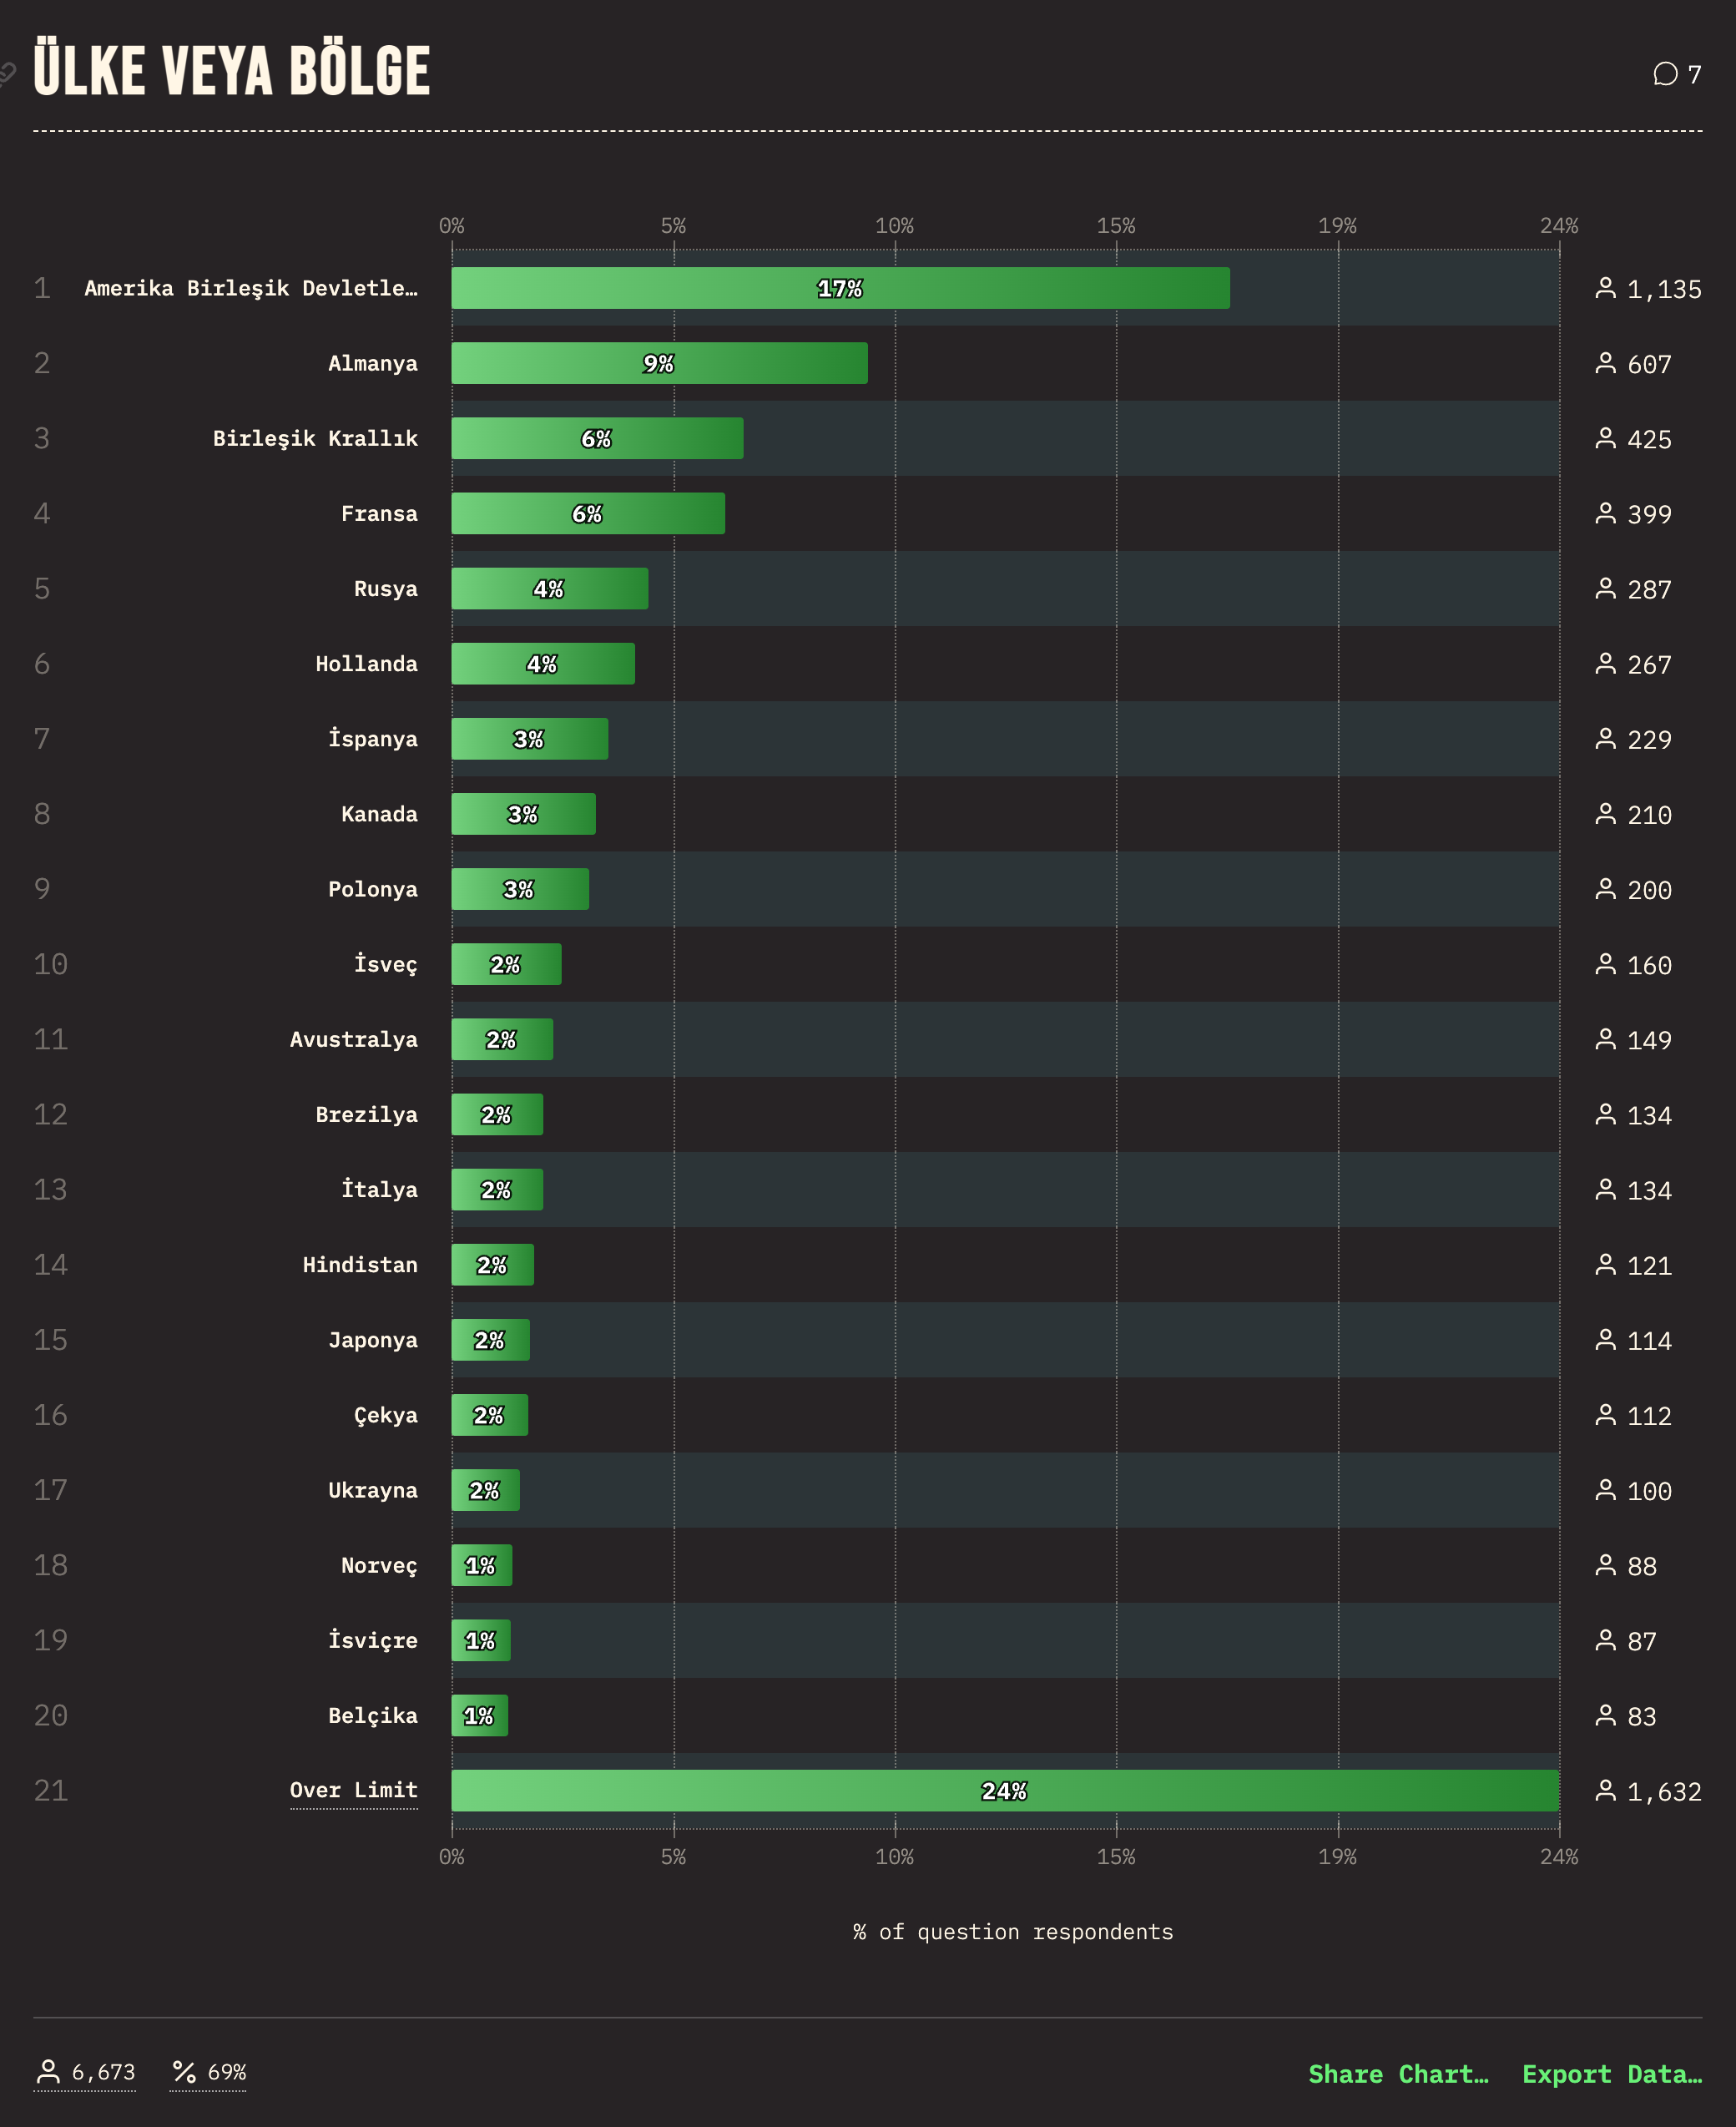 ÜLKE VEYA BÖLGE
7
0% 5% 10% 15% 19% 24%
1 Amerika Birleşik Devletle… 17% 1,135
2 Almanya 9% 607
3 Birleşik Krallık 6% 425
4 Fransa 6% 399
5 Rusya 4% 287
6 Hollanda 4% 267
7 İspanya 3% 229
8 Kanada 3% 210
9 Polonya 3% 200
10 İsveç 2% 160
11 Avustralya 2% 149
12 Brezilya 2% 134
13 İtalya 2% 134
14 Hindistan 2% 121
15 Japonya 2% 114
16 Çekya 2% 112
17 Ukrayna 2% 100
18 Norveç 1% 88
19 İsviçre 1% 87
20 Belçika 1% 83
21 Over Limit 24% 1,632
0% 5% 10% 15% 19% 24%
% of question respondents
6,673 % 69% Share Chart… Export Data…